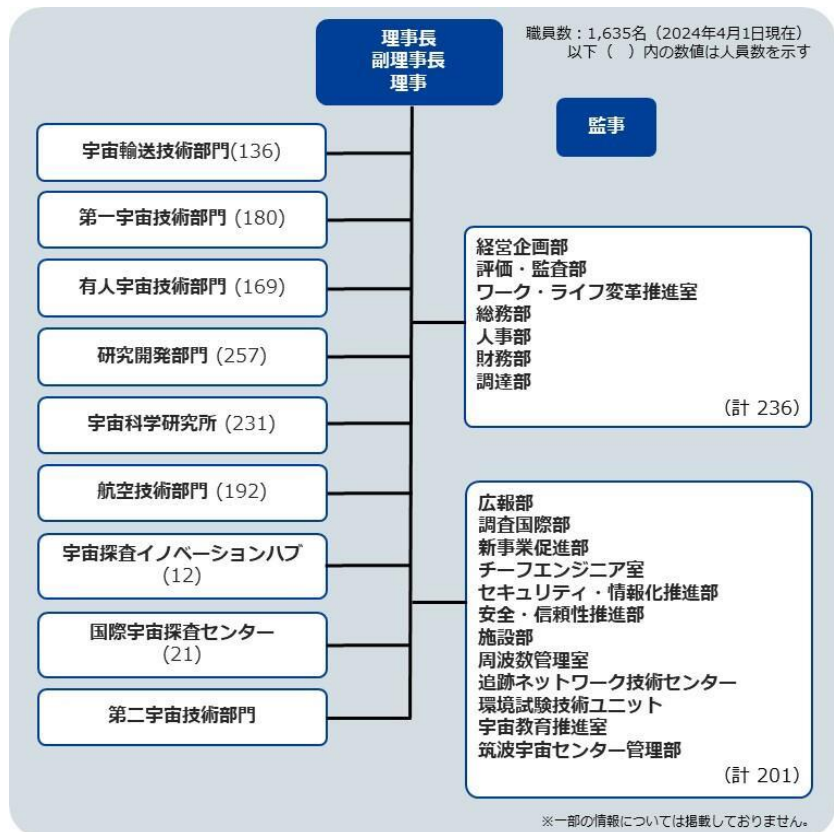 理事長
副理事長
理事
職員数：1,635名（2024年4月1日現在）
以下（　）内の数値は人員数を示す
監事
宇宙輸送技術部門(136)
第一宇宙技術部門 (180)
有人宇宙技術部門 (169)
研究開発部門 (257)
宇宙科学研究所 (231)
航空技術部門 (192)
宇宙探査イノベーションハブ
(12)
国際宇宙探査センター
(21)
第二宇宙技術部門
経営企画部
評価・監査部
ワーク・ライフ変革推進室
総務部
人事部
財務部
調達部
（計 236）
広報部
調査国際部
新事業促進部
チーフエンジニア室
セキュリティ・情報化推進部
安全・信頼性推進部
施設部
周波数管理室
追跡ネットワーク技術センター
環境試験技術ユニット
宇宙教育推進室
筑波宇宙センター管理部
（計 201）
※一部の情報については掲載しておりません。